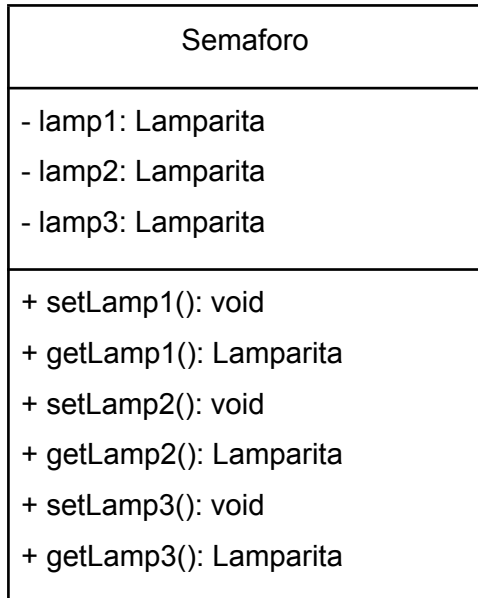 Semaforo
- lamp1: Lamparita
- lamp2: Lamparita
- lamp3: Lamparita
+ setLamp1(): void
+ getLamp1(): Lamparita
+ setLamp2(): void
+ getLamp2(): Lamparita
+ setLamp3(): void
+ getLamp3(): Lamparita